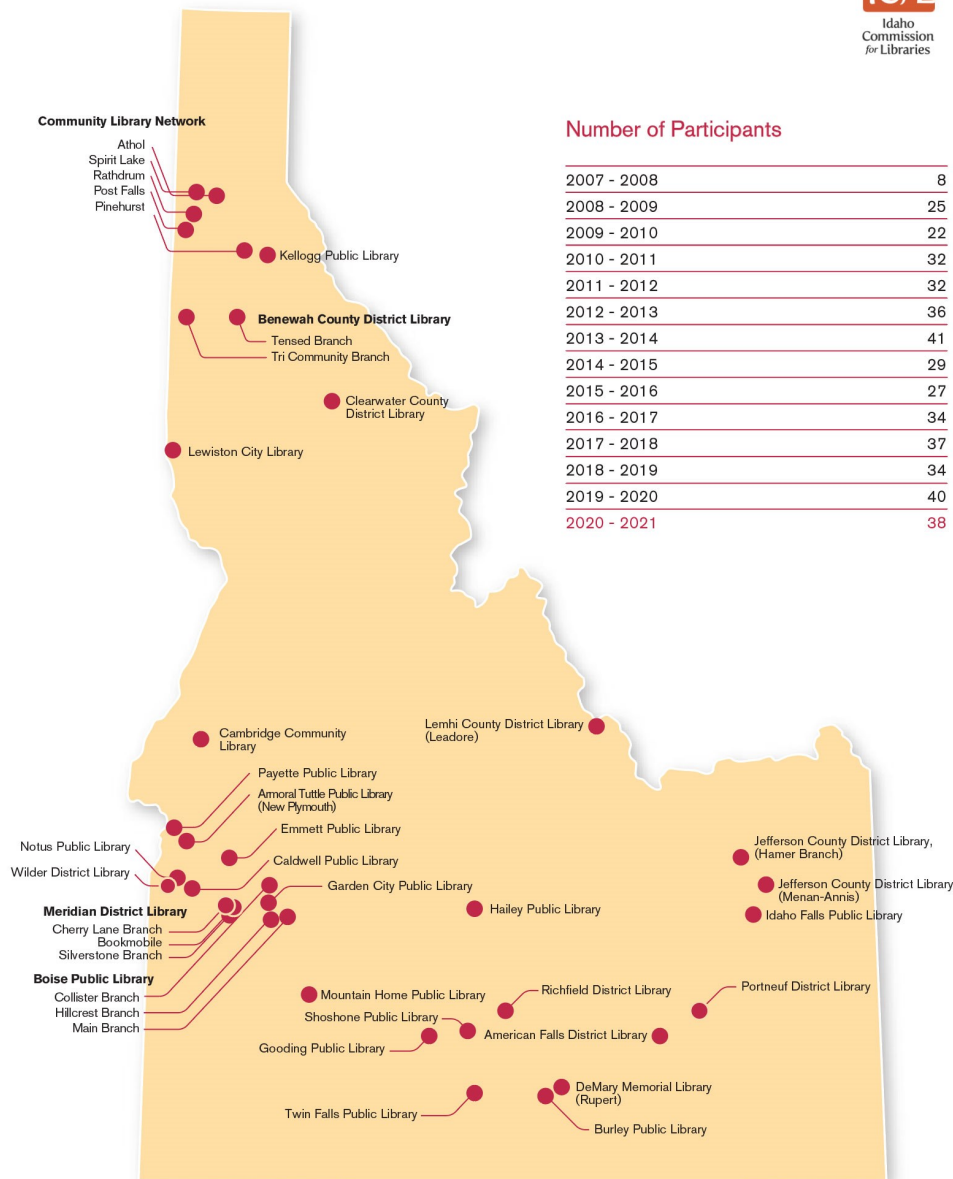 Idaho
Commission
for Libraries
Number of Participants
2007 - 2008 8
2008 - 2009 25
2009 - 2010 22
2010 - 2011 32
2011 - 2012 32
2012 - 2013 36
2013 - 2014 41
2014 - 2015 29
2015 - 2016 27
2016 - 2017 34
2017 - 2018 37
2018 - 2019 34
2019 - 2020 40
2020 - 2021 38
Community Library Network
Athol
Spirit Lake
Rathdrum
Post Falls
Pinehurst
Kellogg Public Library
Benewah County District Library
Tensed Branch
Tri Community Branch
Clearwater County
District Library
Lewiston City Library
Cambridge Community
Library
Lemhi County District Library
(Leadore)
Payette Public Library
Armoral Tuttle Public Library
(New Plymouth)
Emmett Public Library
Notus Public Library
Wilder District Library
Caldwell Public Library
Garden City Public Library
Meridian District Library
Cherry Lane Branch
Bookmobile
Silverstone Branch
Boise Public Library
Collister Branch
Hillcrest Branch
Main Branch
Hailey Public Library
Jefferson County District Library,
(Hamer Branch)
Jefferson County District Library
(Menan-Annis)
Idaho Falls Public Library
Mountain Home Public Library
Richfield District Library
Portneuf District Library
Shoshone Public Library
American Falls District Library
Gooding Public Library
DeMary Memorial Library
(Rupert)
Twin Falls Public Library
Burley Public Library